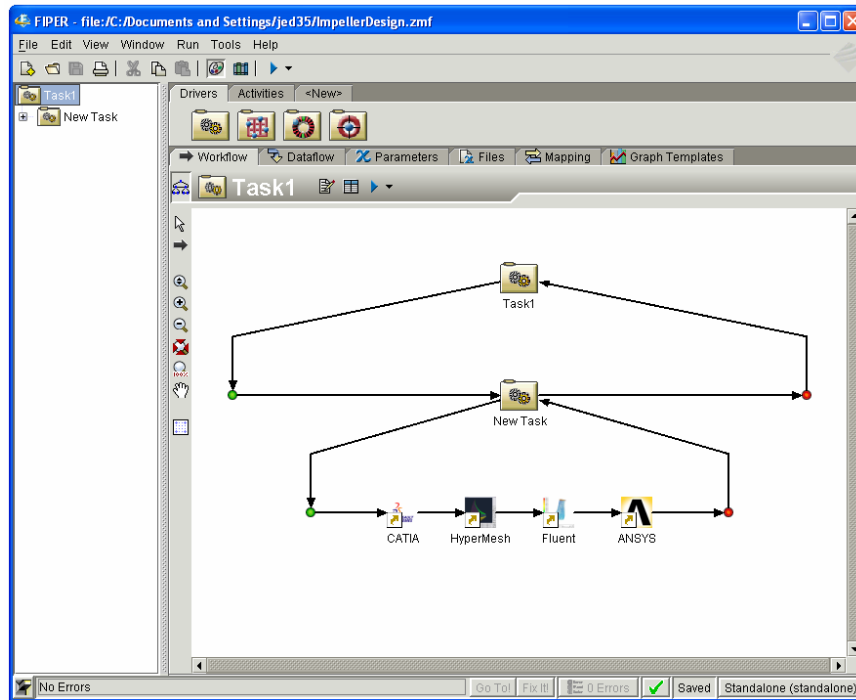 FIPER - file:/C:/Documents and Settings/jed35/ImpellerDesign.zmf
File Edit View Window Run Tools Help
Task1
New Task
Drivers Activities <New>
Workflow Dataflow Parameters Files Mapping Graph Templates
Task1
100%
Task1
New Task
CATIA HyperMesh Fluent ANSYS
No Errors Go To! Fix It! 0 Errors Saved Standalone (standalone)